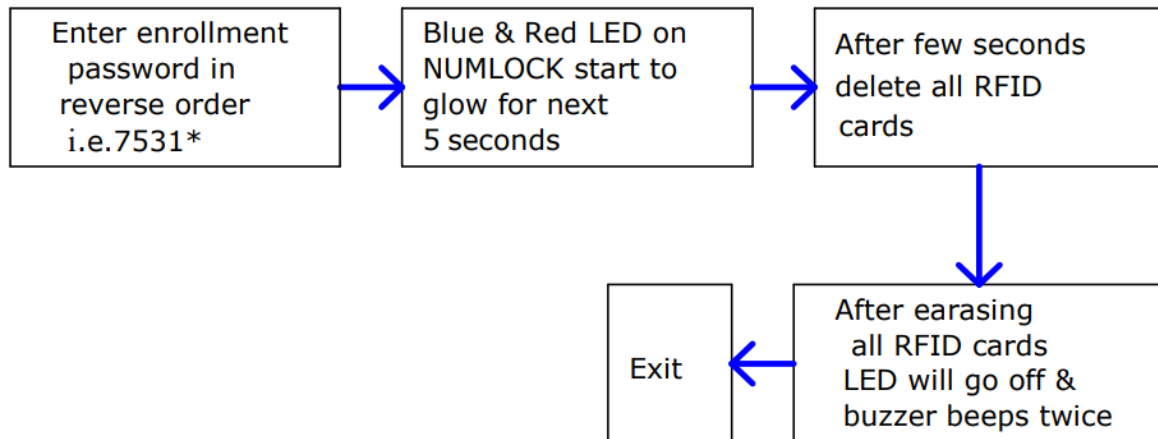 Enter enrollment
password in
reverse order
i.e.7531*
Blue & Red LED on
NUMLOCK start to
glow for next
5 seconds
After few seconds
delete all RFID
cards
After earasing
all RFID cards
LED will go off &
buzzer beeps twice
Exit